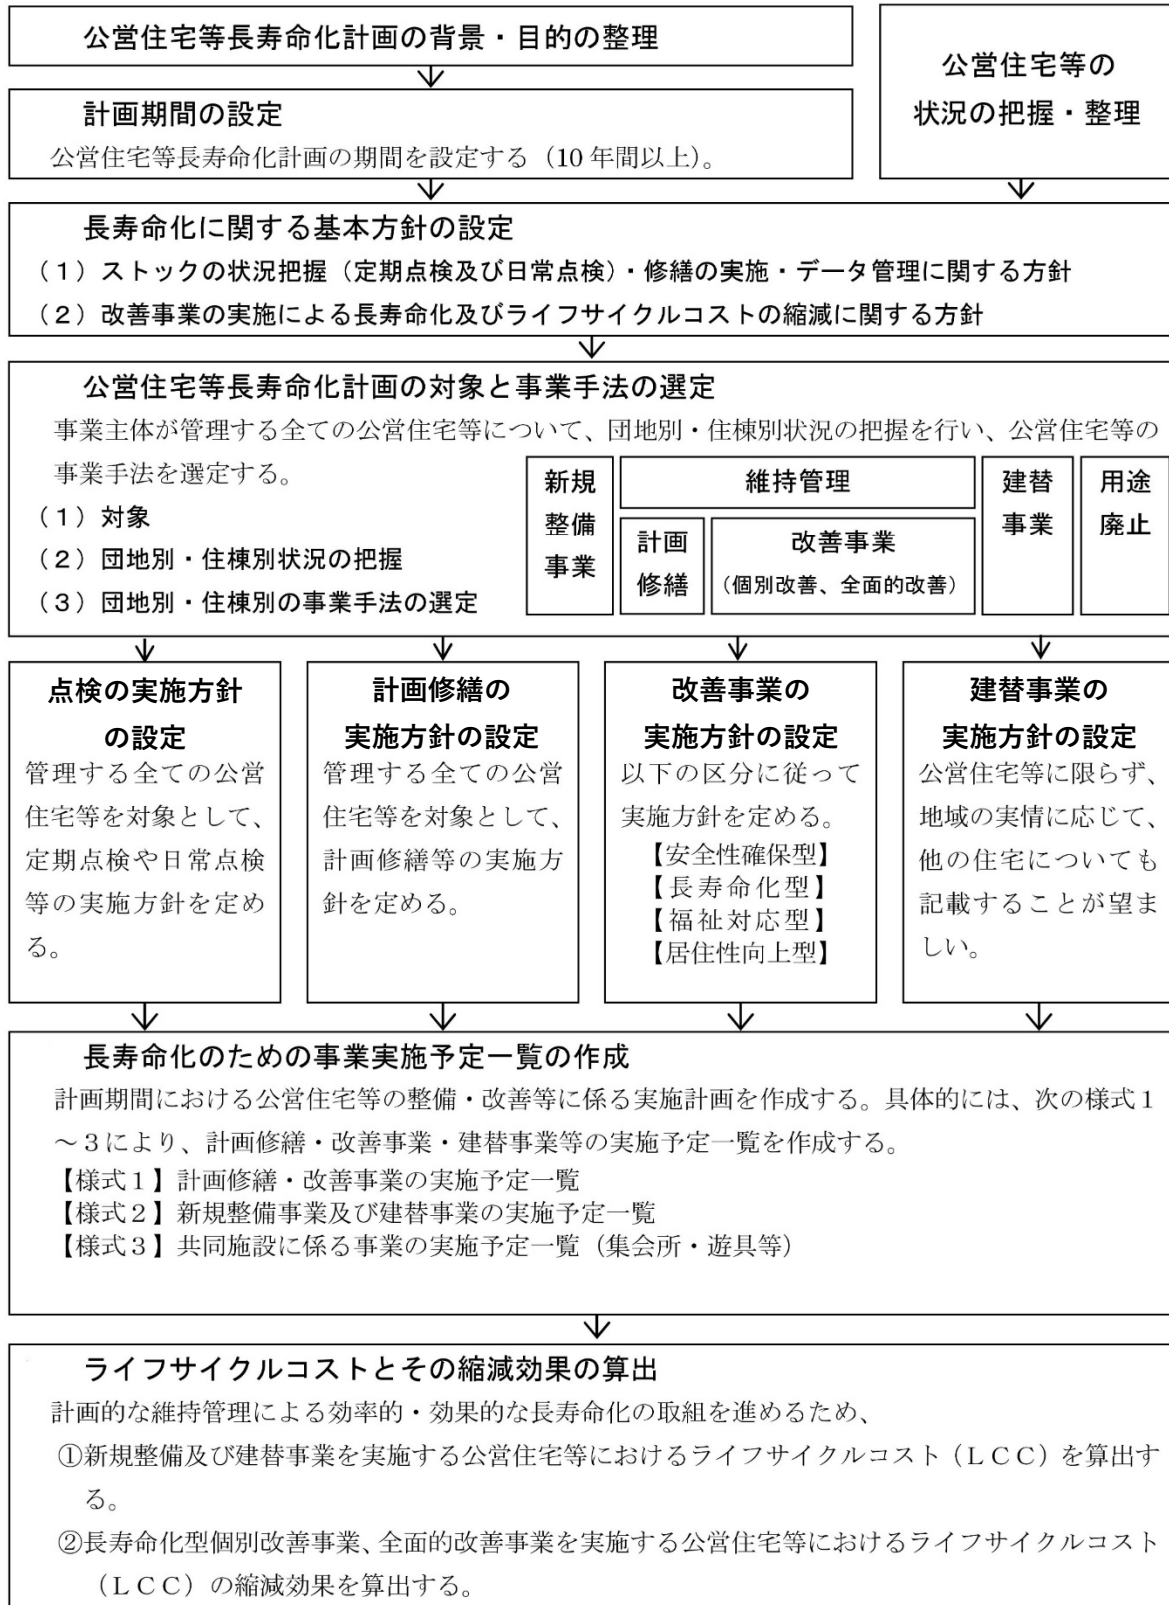 公営住宅等長寿命化計画の背景・目的の整理
公営住宅等の
状況の把握・整理
計画期間の設定
公営住宅等長寿命化計画の期間を設定する（10 年間以上）。
長寿命化に関する基本方針の設定
（１）ストックの状況把握（定期点検及び日常点検）・修繕の実施・データ管理に関する方針
（２）改善事業の実施による長寿命化及びライフサイクルコストの縮減に関する方針
公営住宅等長寿命化計画の対象と事業手法の選定
事業主体が管理する全ての公営住宅等について、団地別・住棟別状況の把握を行い、公営住宅等の
事業手法を選定する。
（１）対象
（２）団地別・住棟別状況の把握
（３）団地別・住棟別の事業手法の選定
新規
整備
事業
維持管理
計画
修繕
改善事業
（個別改善、全面的改善）
建替
事業
用途
廃止
点検の実施方針
の設定
管理する全ての公営
住宅等を対象として、
定期点検や日常点検
等の実施方針を定め
る。
計画修繕の
実施方針の設定
管理する全ての公営
住宅等を対象として、
計画修繕等の実施方
針を定める。
改善事業の
実施方針の設定
以下の区分に従って
実施方針を定める。
【安全性確保型】
【長寿命化型】
【福祉対応型】
【居住性向上型】
建替事業の
実施方針の設定
公営住宅等に限らず、
地域の実情に応じて、
他の住宅についても
記載することが望ま
しい。
長寿命化のための事業実施予定一覧の作成
計画期間における公営住宅等の整備・改善等に係る実施計画を作成する。具体的には、次の様式１
～３により、計画修繕・改善事業・建替事業等の実施予定一覧を作成する。
【様式１】計画修繕・改善事業の実施予定一覧
【様式２】新規整備事業及び建替事業の実施予定一覧
【様式３】共同施設に係る事業の実施予定一覧（集会所・遊具等）
ライフサイクルコストとその縮減効果の算出
計画的な維持管理による効率的・効果的な長寿命化の取組を進めるため、
①新規整備及び建替事業を実施する公営住宅等におけるライフサイクルコスト（ＬＣＣ）を算出す
る。
②長寿命化型個別改善事業、全面的改善事業を実施する公営住宅等におけるライフサイクルコスト
（ＬＣＣ）の縮減効果を算出する。